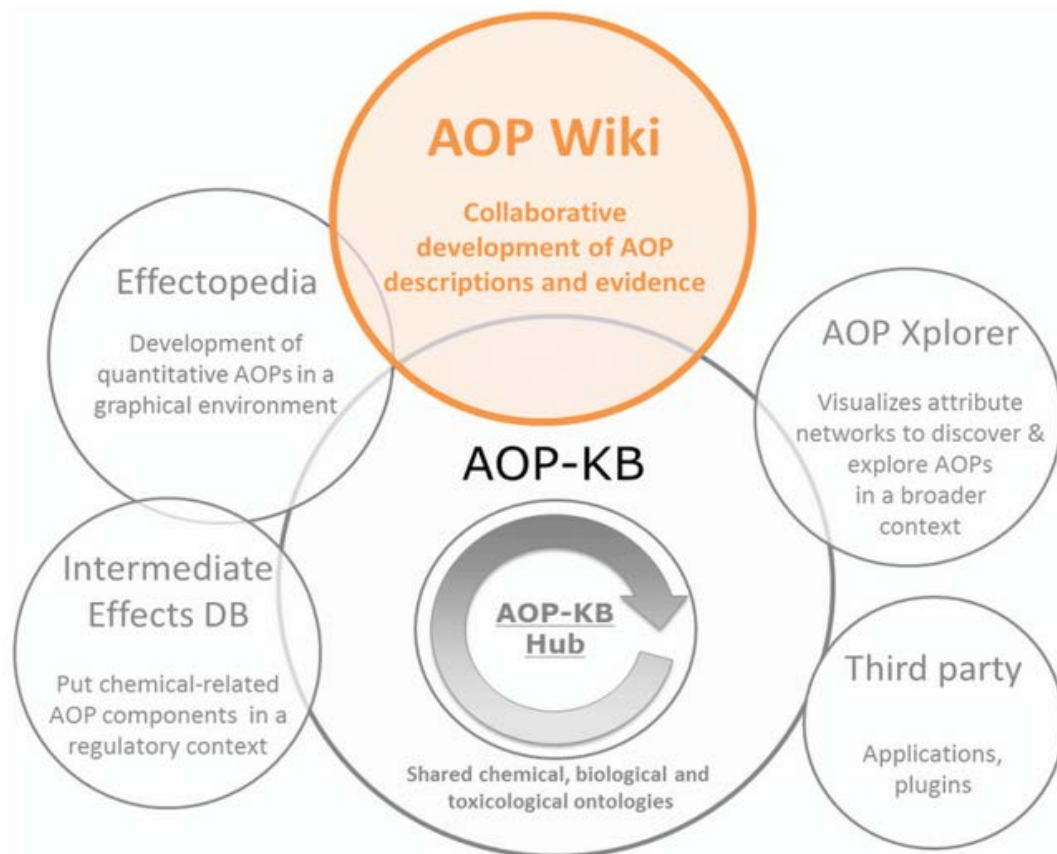 AOP Wiki
Collaborative
development of AOP
descriptions and evidence
Effectopedia
Development of
quantitative AOPs in a
graphical environment
AOP Xplorer
Visualizes attribute
networks to discover &
explore AOPs
in a broader
context
AOP-KB
AOP-KB
Hub
Shared chemical, biological and
toxicological ontologies
Intermediate
Effects DB
Put chemical-related
AOP components in a
regulatory context
Third party
Applications,
plugins